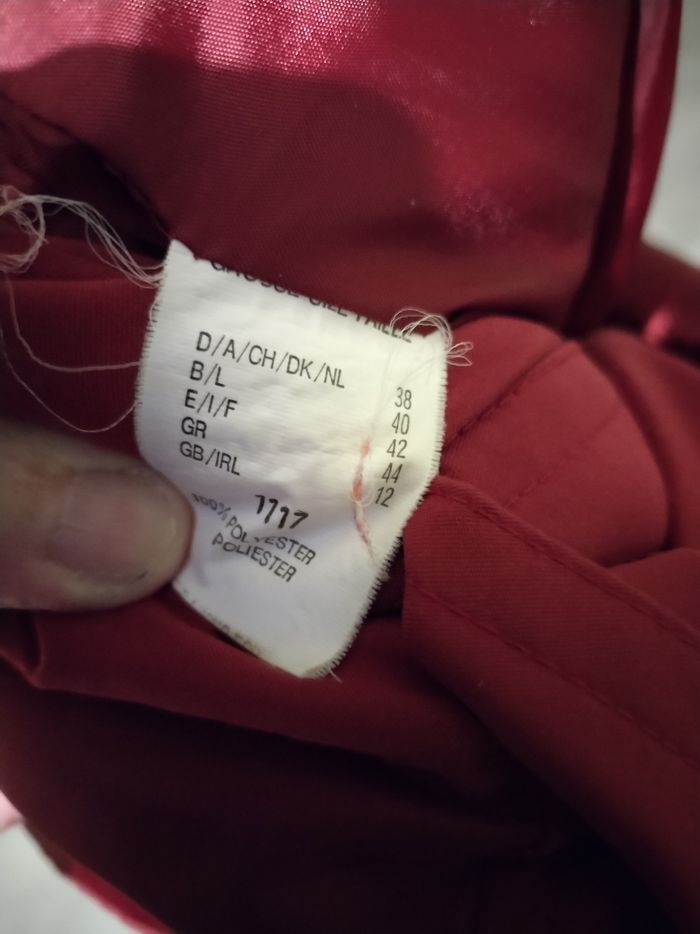 D/A/CH/DK/NL 38
B/L 40
E/I/F 42
GR 44
GB/IRL 12
1717
100% POLYESTER
POLIESTER